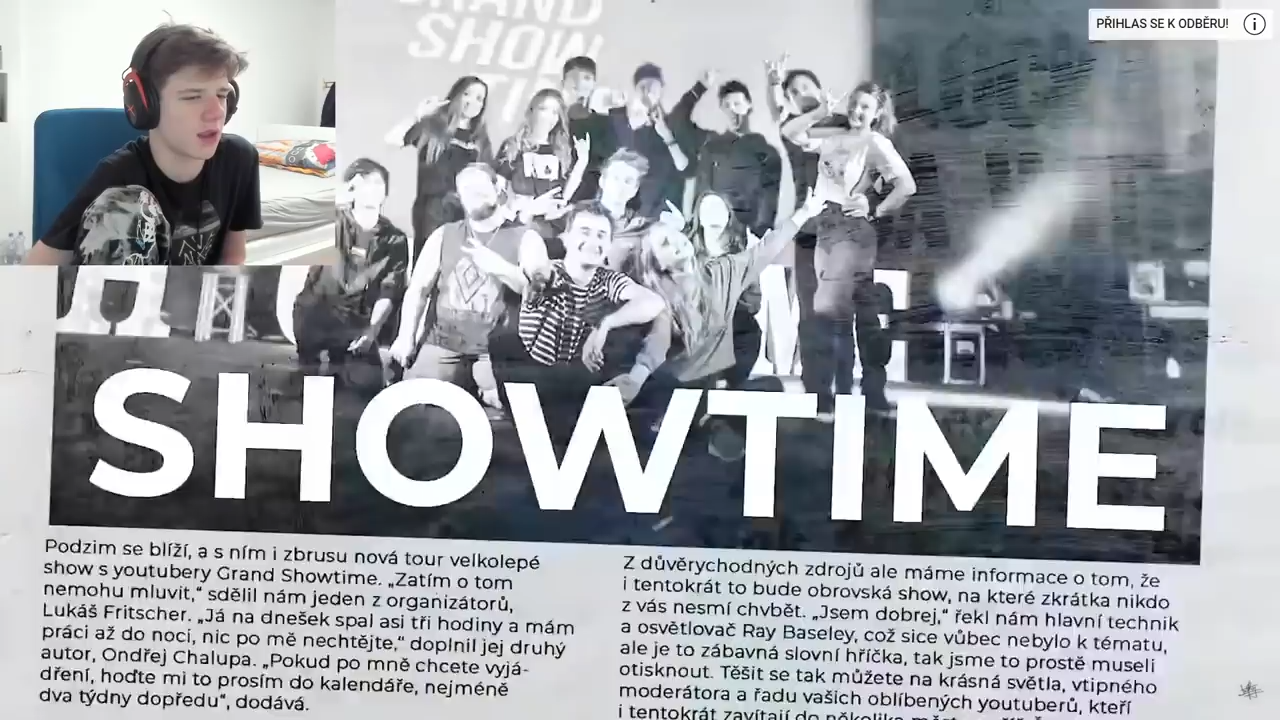 PŘIHLAS SE K ODBĚRU!
GRAND
SHOW
TI
SHOWTIME
Podzim se blíží, a s ním i zbrusu nová tour velkolepé
show s youtubery Grand Showtime. „Zatím o tom
nemohu mluvit,“ sdělil nám jeden z organizátorů,
Lukáš Fritscher. „Já na dnešek spal asi tři hodiny a mám
práci až do noci, nic po mě nechtějte,“ doplnil jej druhý
autor, Ondřej Chalupa. „Pokud po mně chcete vyjá-
dření, hoďte mi to prosím do kalendáře, nejméně
dva týdny dopředu“, dodává.
Z důvěrychodných zdrojů ale máme informace o tom, že
i tentokrát to bude obrovská show, na které zkrátka nikdo
z vás nesmí chvbět. „Jsem dobrej,“ řekl nám hlavní technik
a osvětlovač Ray Baseley, což sice vůbec nebylo k tématu,
ale je to zábavná slovní hříčka, tak jsme to prostě museli
otisknout. Těšit se tak můžete na krásná světla, vtipného
moderátora a řadu vašich oblíbených youtuberů, kteří
i tentokrát zavítají do několika